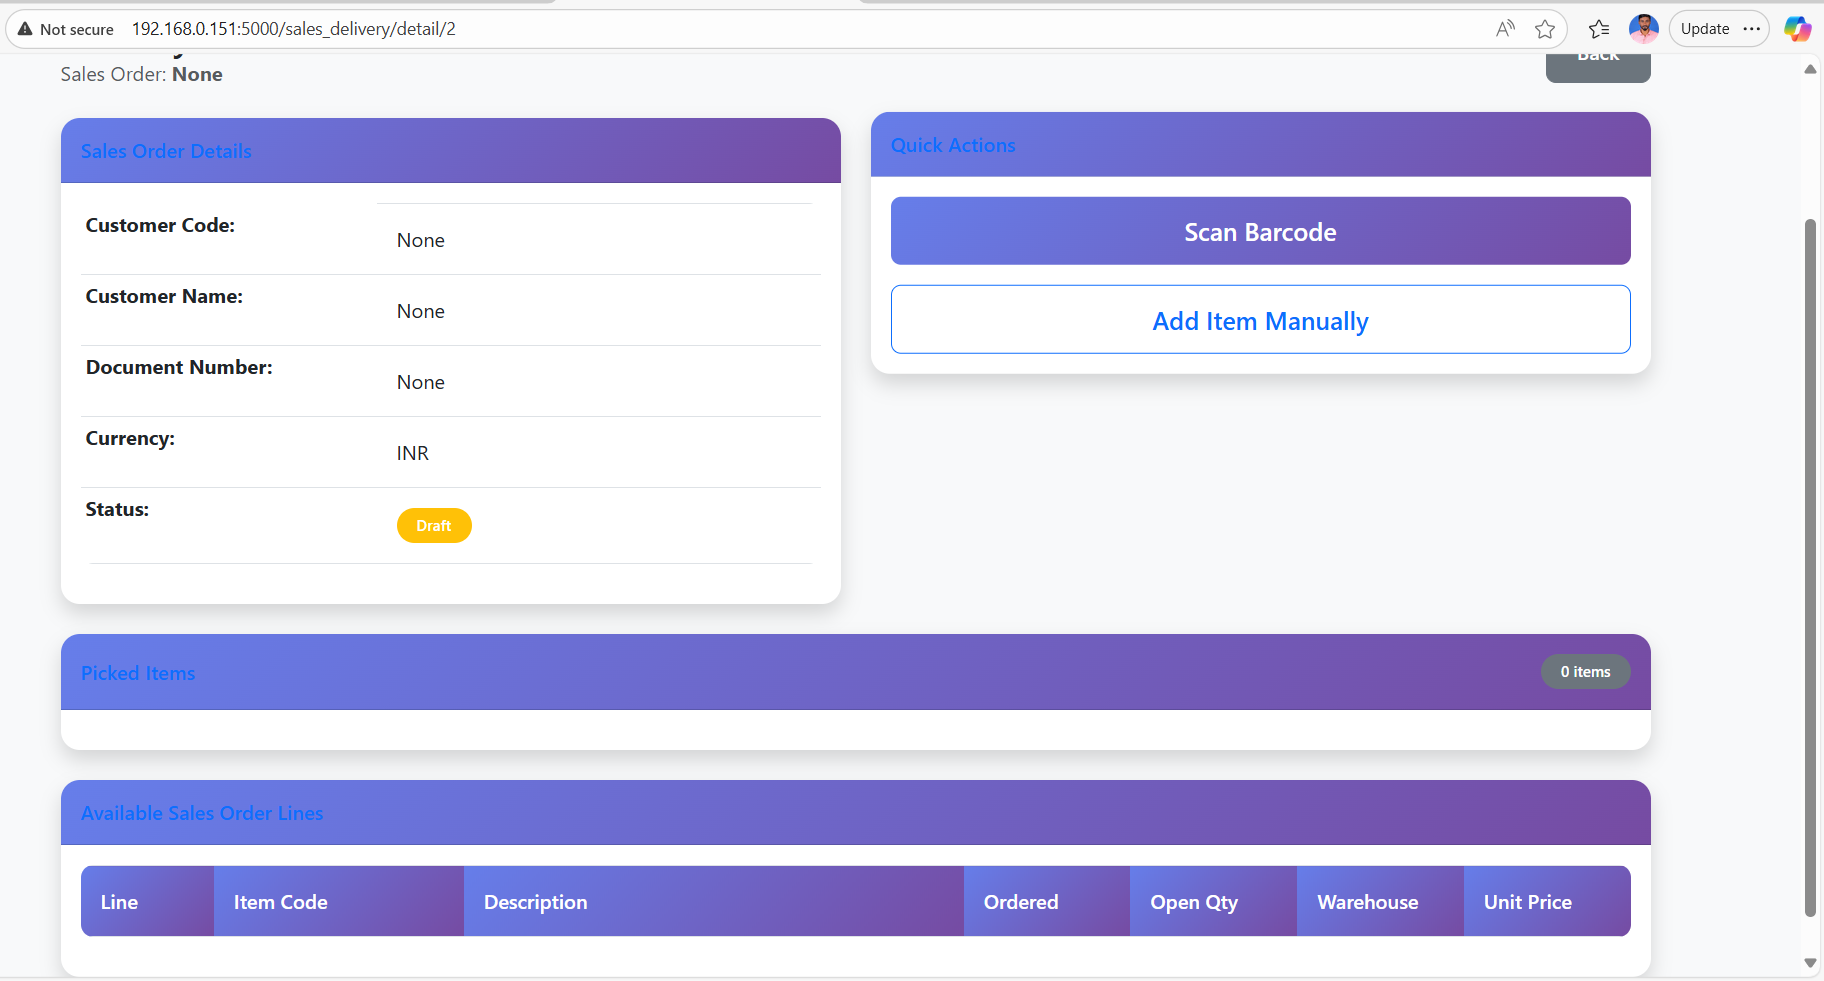 Not secure 192.168.0.151:5000/sales_delivery/detail/2 Update
Sales Order: None
Back
Sales Order Details
Customer Code:
None
Customer Name:
None
Document Number:
None
Currency:
INR
Status:
Draft
Quick Actions
Scan Barcode
Add Item Manually
Picked Items
0 items
Available Sales Order Lines
Line Item Code Description Ordered Open Qty Warehouse Unit Price